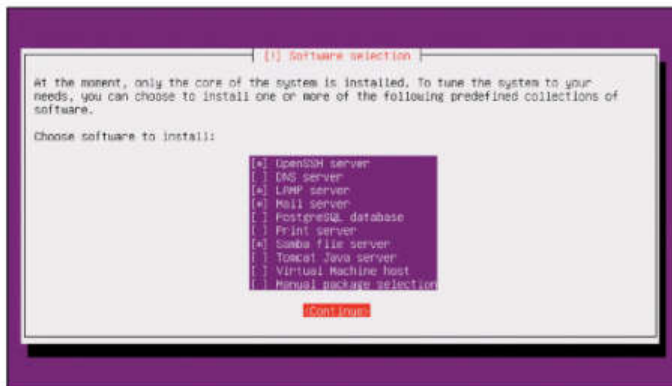 [!] Software selection
At the moment, only the core of the system is installed. To tune the system to your
needs, you can choose to install one or more of the following predefined collections of
software.
Choose software to install:
[*] OpenSSH server
[ ] DNS server
[*] LAMP server
[*] Mail server
[ ] PostgreSQL database
[ ] Print server
[*] Samba file server
[ ] Tomcat Java server
[ ] Virtual Machine host
[ ] Manual package selection
<Continue>